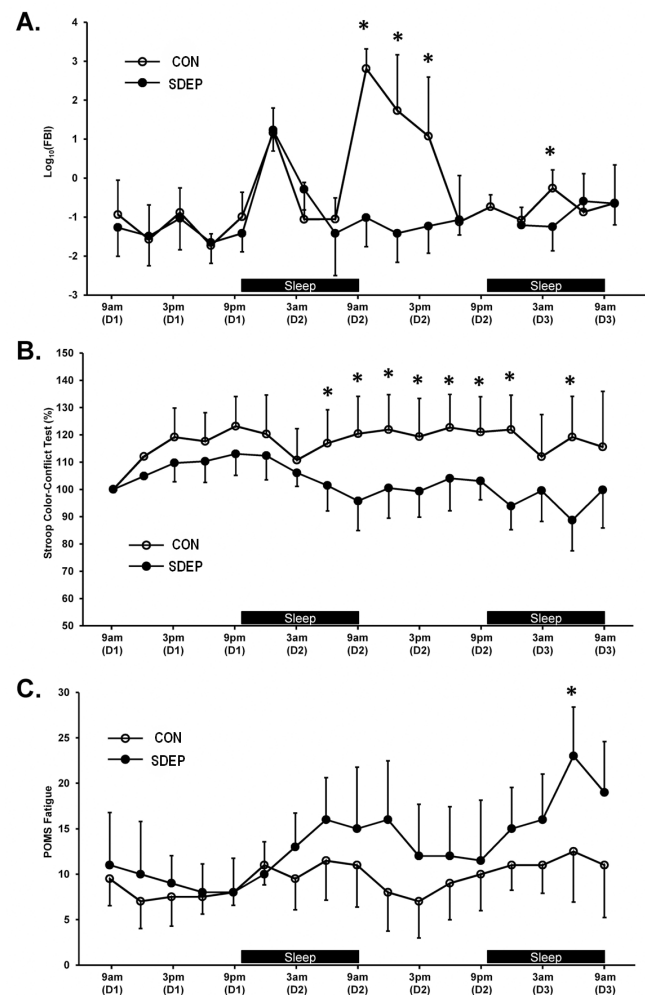 A.
4
3
2
1
0
-1
-2
-3
Log10(FBI)
CON
SDEP
* * *
*
Sleep Sleep
9am 3pm 9pm 3am 9am 3pm 9pm 3am 9am
(D1) (D1) (D1) (D2) (D2) (D2) (D2) (D3) (D3)
B.
150
140
130
120
110
100
90
80
70
60
50
Stroop Color-Conflict Test (%)
* * * * * * * *
CON
SDEP
Sleep Sleep
9am 3pm 9pm 3am 9am 3pm 9pm 3am 9am
(D1) (D1) (D1) (D2) (D2) (D2) (D2) (D3) (D3)
C.
30
25
20
15
10
5
0
POMS Fatigue
CON
SDEP
*
Sleep Sleep
9am 3pm 9pm 3am 9am 3pm 9pm 3am 9am
(D1) (D1) (D1) (D2) (D2) (D2) (D2) (D3) (D3)